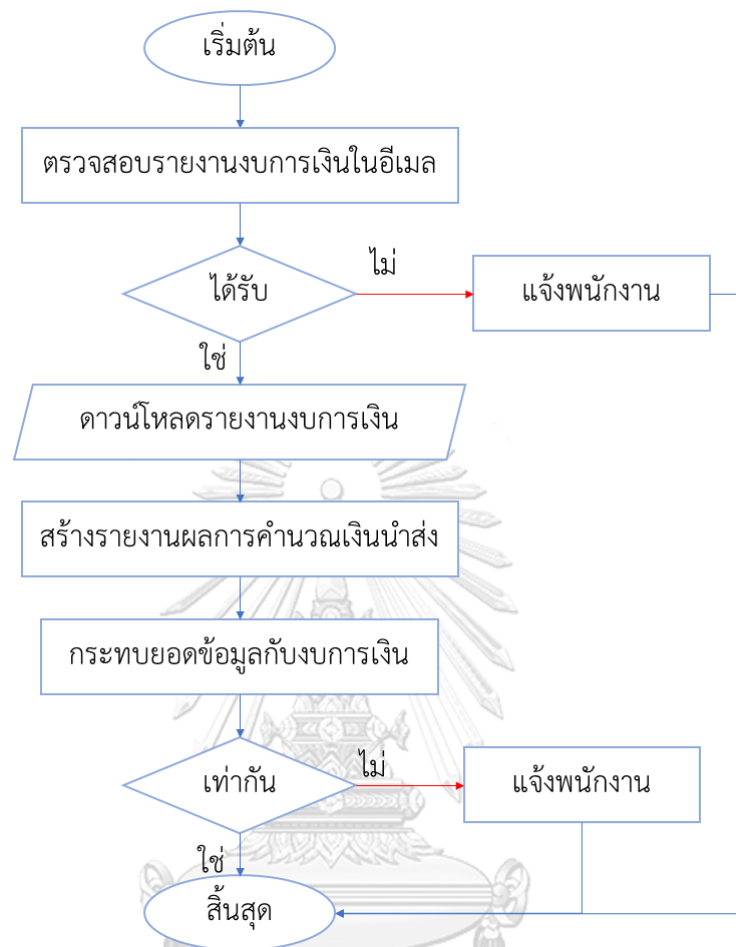 เริ่มต้น
ตรวจสอบรายงานงบการเงินในอีเมล
ได้รับ
ไม่
แจ้งพนักงาน
ใช่
ดาวน์โหลดรายงานงบการเงิน
สร้างรายงานผลการคำนวณเงินนำส่ง
กระทบยอดข้อมูลกับงบการเงิน
เท่ากัน
ไม่
แจ้งพนักงาน
ใช่
สิ้นสุด